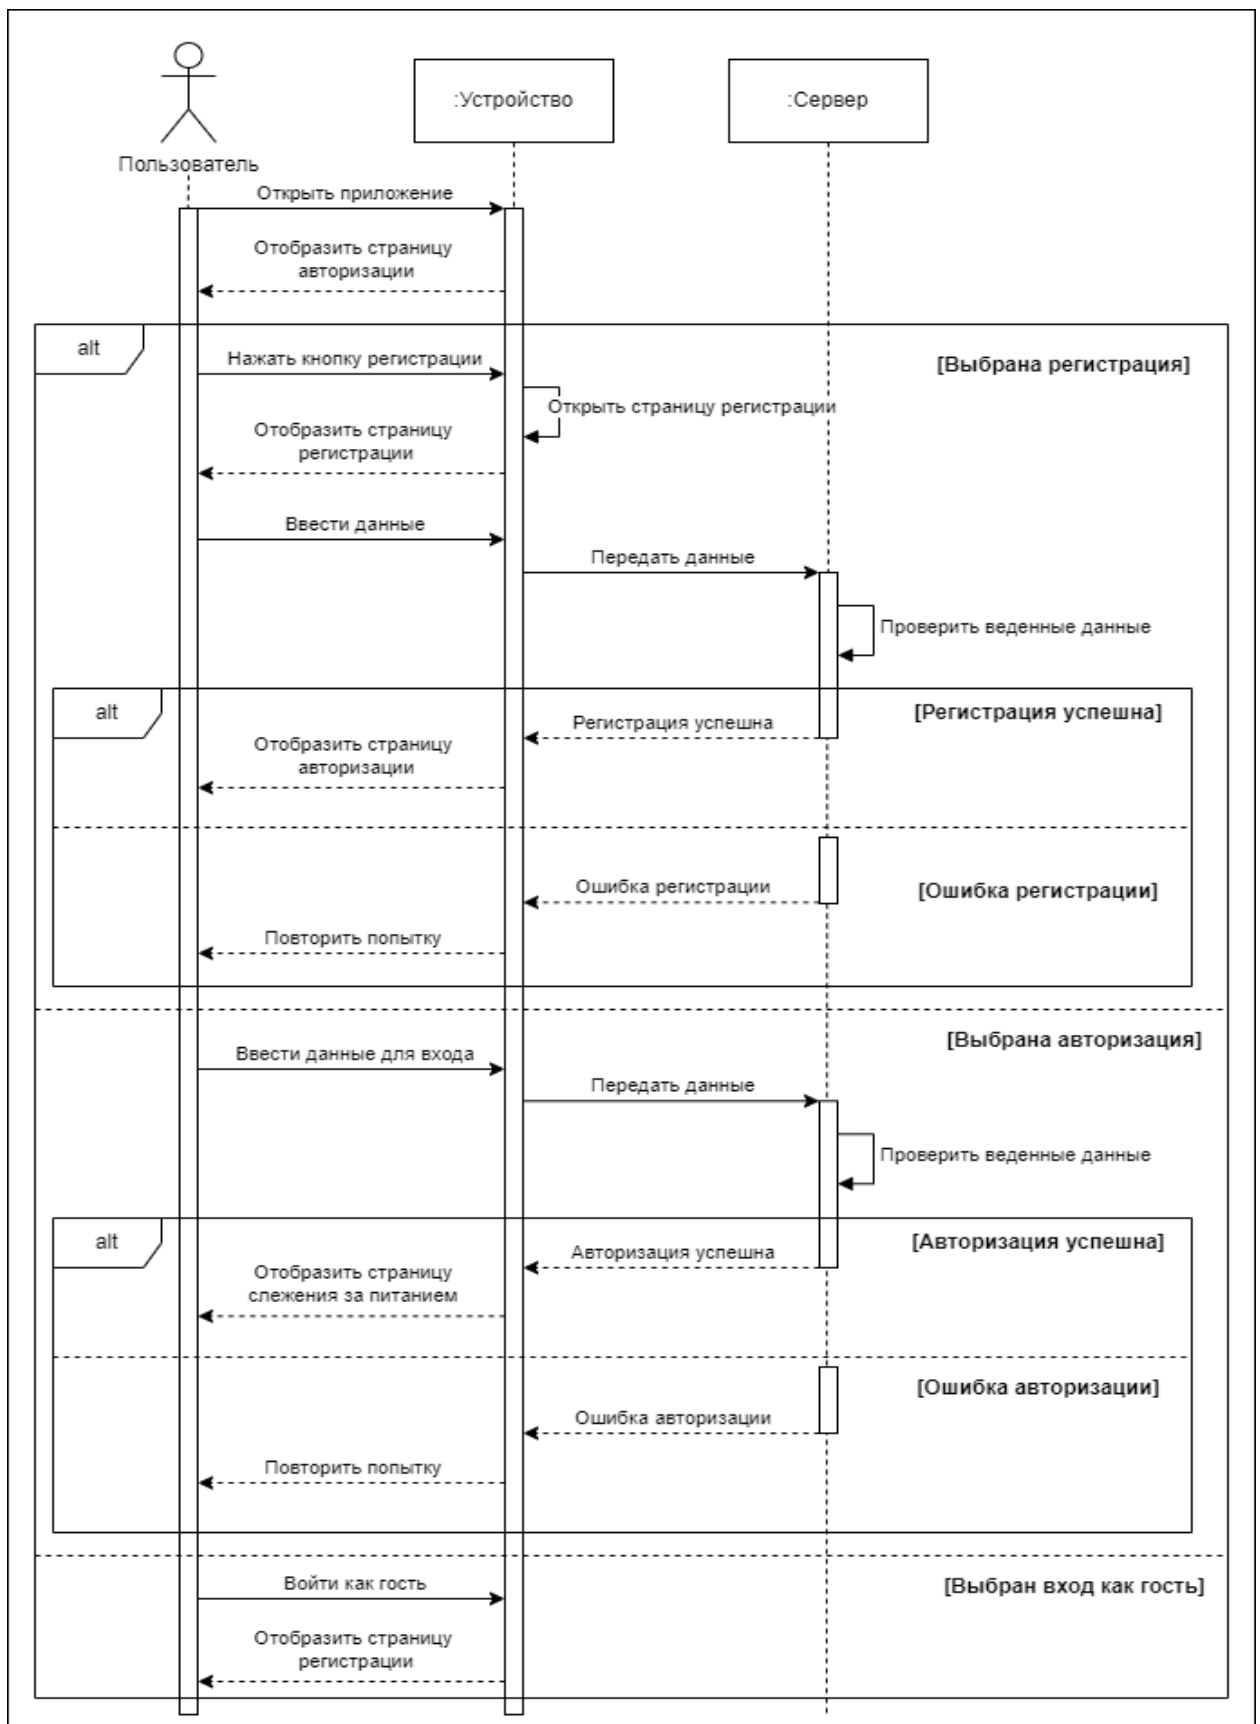 :Устройство
:Сервер
Пользователь
Открыть приложение
Отобразить страницу
авторизации
alt
Нажать кнопку регистрации
[Выбрана регистрация]
Открыть страницу регистрации
Отобразить страницу
регистрации
Ввести данные
Передать данные
Проверить веденные данные
alt
[Регистрация успешна]
Регистрация успешна
Отобразить страницу
авторизации
Ошибка регистрации
[Ошибка регистрации]
Повторить попытку
[Выбрана авторизация]
Ввести данные для входа
Передать данные
Проверить веденные данные
alt
[Авторизация успешна]
Авторизация успешна
Отобразить страницу
слежения за питанием
[Ошибка авторизации]
Ошибка авторизации
Повторить попытку
Войти как гость
[Выбран вход как гость]
Отобразить страницу
регистрации